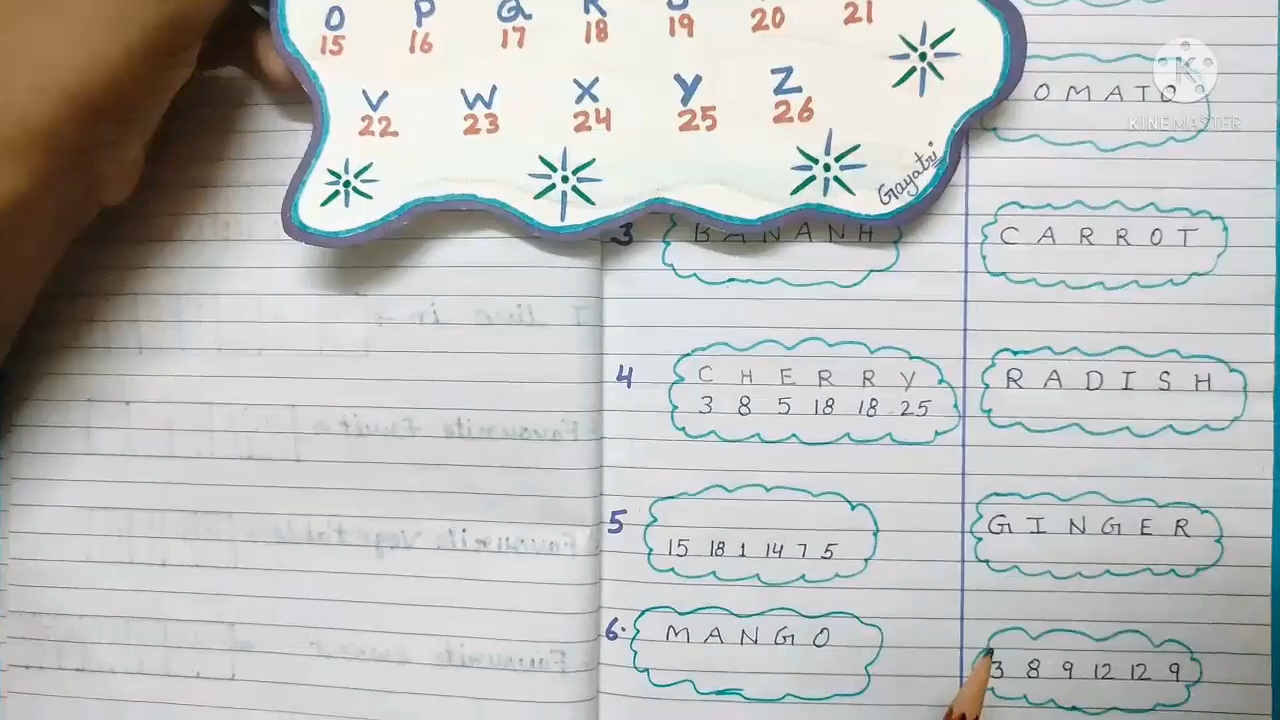 O P Q R S
15 16 17 18 19 20 21
V W X Y Z
22 23 24 25 26
Gayatri
OMATO
KINEMASTER
3 BANANH CARROT
4 CHERRY RADISH
3 8 5 18 18 25
5 GINGER
15 18 1 14 7 5
6. MANGO
3 8 9 12 12 9